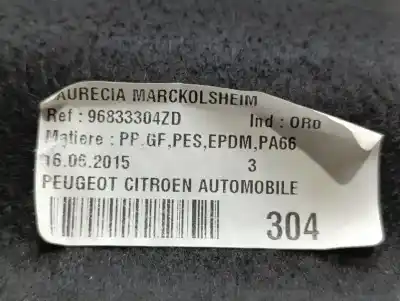 AURECIA MARCKOLSHEIM
Ref : 96833304ZD Ind : OR0
Matiere : PP.GF,PES,EPDM,PA66
16.06.2015 3
PEUGEOT CITROEN AUTOMOBILE
304